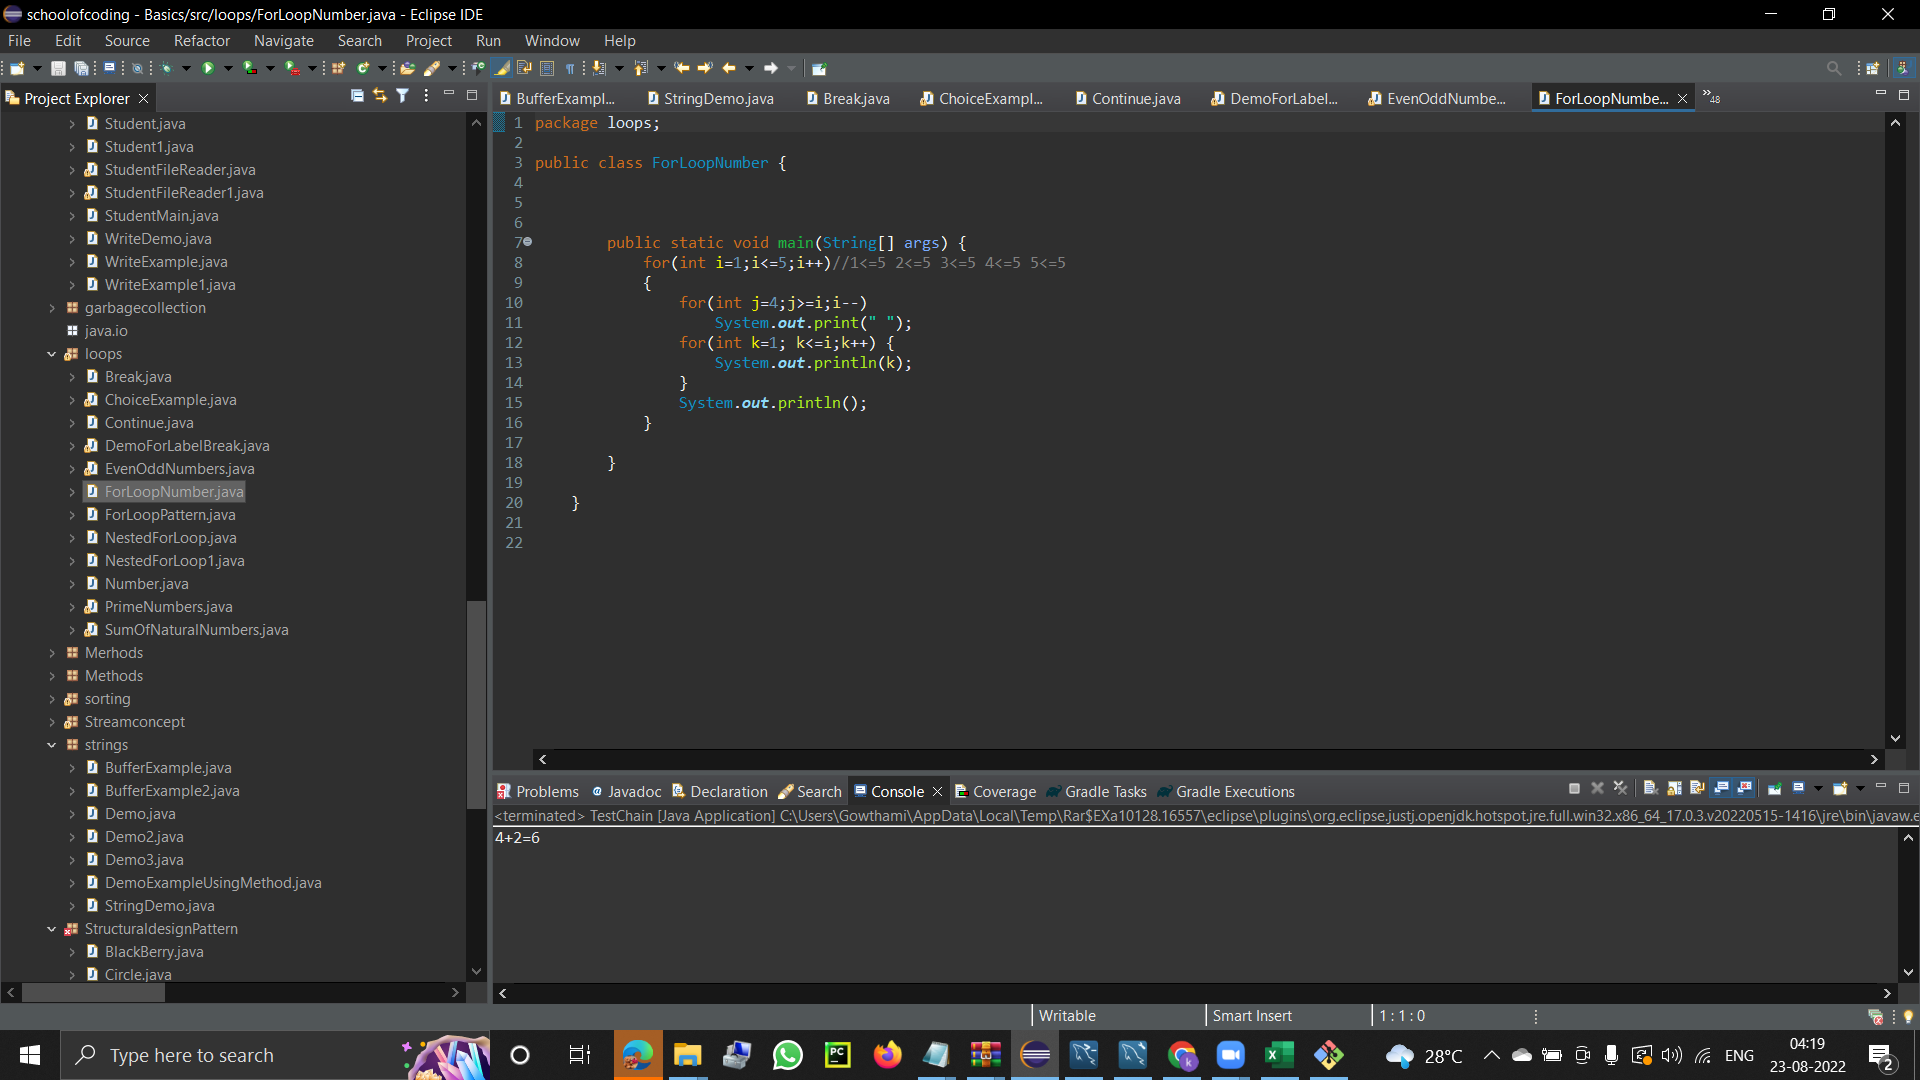 schoolofcoding - Basics/src/loops/ForLoopNumber.java - Eclipse IDE
File Edit Source Refactor Navigate Search Project Run Window Help
Project Explorer
Student.java
Student1.java
StudentFileReader.java
StudentFileReader1.java
StudentMain.java
WriteDemo.java
WriteExample.java
WriteExample1.java
garbagecollection
java.io
loops
Break.java
ChoiceExample.java
Continue.java
DemoForLabelBreak.java
EvenOddNumbers.java
ForLoopNumber.java
ForLoopPattern.java
NestedForLoop.java
NestedForLoop1.java
Number.java
PrimeNumbers.java
SumOfNaturalNumbers.java
Merhods
Methods
sorting
Streamconcept
strings
BufferExample.java
BufferExample2.java
Demo.java
Demo2.java
Demo3.java
DemoExampleUsingMethod.java
StringDemo.java
StructuraldesignPattern
BlackBerry.java
Circle.java
BufferExampl... StringDemo.java Break.java ChoiceExampl... Continue.java DemoForLabel... EvenOddNumbe... ForLoopNumbe... »48
1 package loops;
2
3 public class ForLoopNumber {
4
5
6
7 public static void main(String[] args) {
8 for(int i=1;i<=5;i++)//1<=5 2<=5 3<=5 4<=5 5<=5
9 {
10 for(int j=4;j>=i;i--)
11 System.out.print(" ");
12 for(int k=1; k<=i;k++) {
13 System.out.println(k);
14 }
15 System.out.println();
16 }
17
18 }
19
20 }
21
22
Problems Javadoc Declaration Search Console Coverage Gradle Tasks Gradle Executions
<terminated> TestChain [Java Application] C:\Users\Gowthami\AppData\Local\Temp\Rar$EXa10128.16557\eclipse\plugins\org.eclipse.justj.openjdk.hotspot.jre.full.win32.x86_64_17.0.3.v20220515-1416\jre\bin\javaw.e
4+2=6
Writable Smart Insert 1 : 1 : 0
Type here to search
PC
28°C ENG
04:19
23-08-2022
2